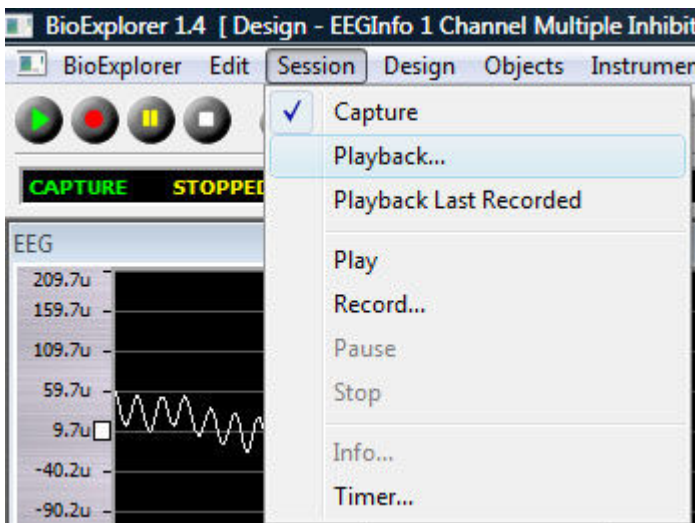 BioExplorer 1.4 [ Design - EEGInfo 1 Channel Multiple Inhibit
BioExplorer Edit Session Design Objects Instrumen
Capture
Playback...
CAPTURE STOPPED
Playback Last Recorded
EEG
Play
209.7u
159.7u
Record...
109.7u
Pause
59.7u
Stop
9.7u
Info...
-40.2u
Timer...
-90.2u